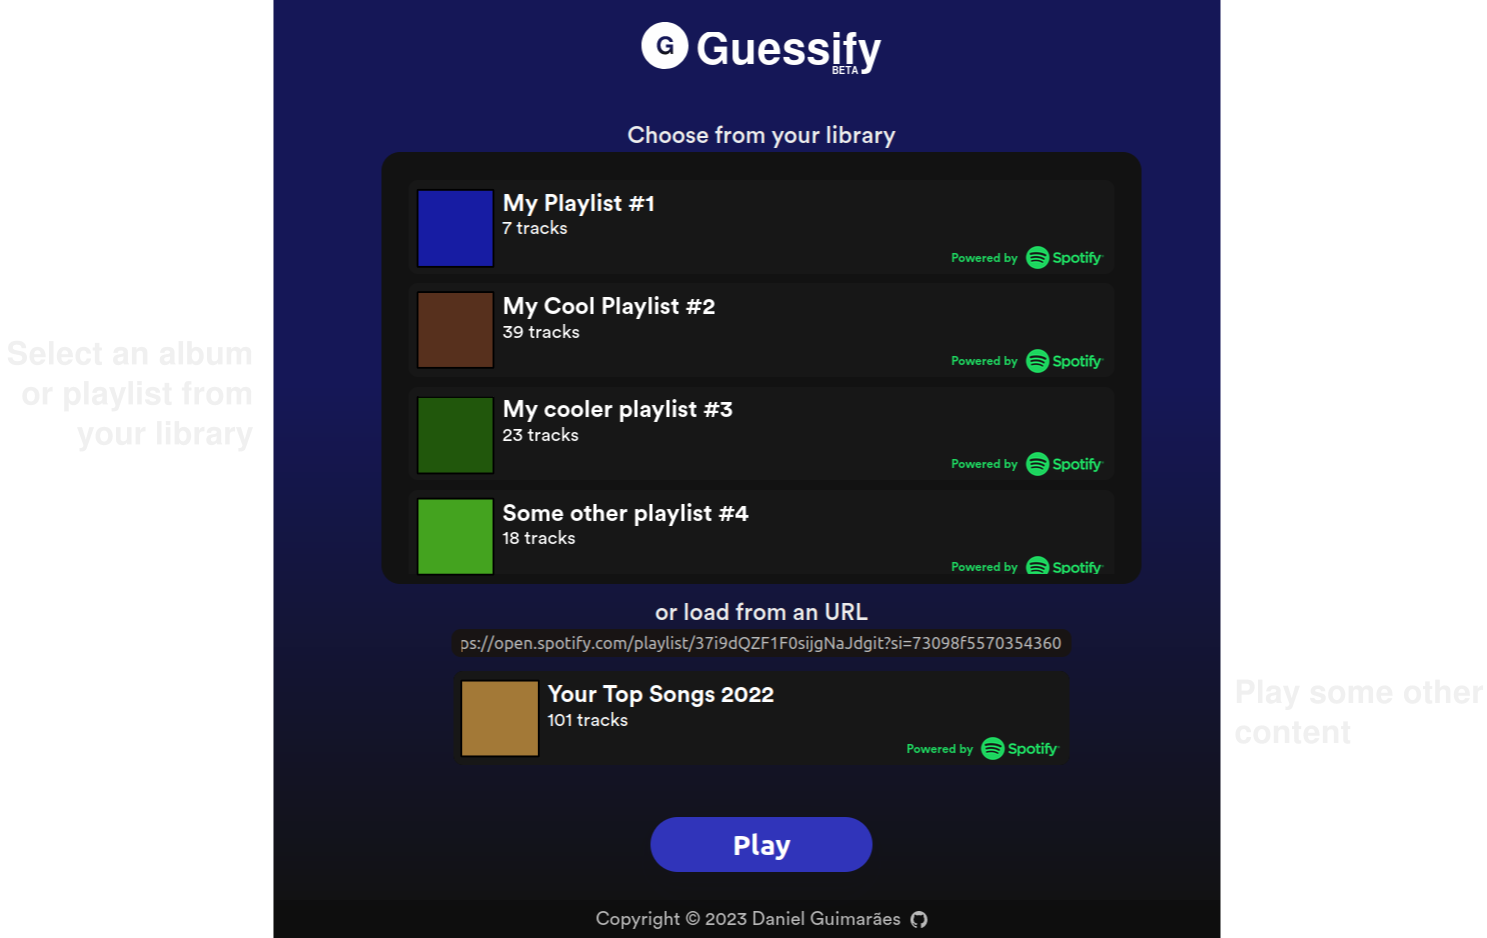 G Guessify
BETA
Choose from your library
My Playlist #1
7 tracks
Powered by Spotify
My Cool Playlist #2
39 tracks
Powered by Spotify
Select an album
or playlist from
your library
My cooler playlist #3
23 tracks
Powered by Spotify
Some other playlist #4
18 tracks
Powered by Spotify
or load from an URL
ps://open.spotify.com/playlist/37i9dQZF1F0sijgNaJdgit?si=73098f5570354360
Your Top Songs 2022
101 tracks
Powered by Spotify
Play some other
content
Play
Copyright © 2023 Daniel Guimarães